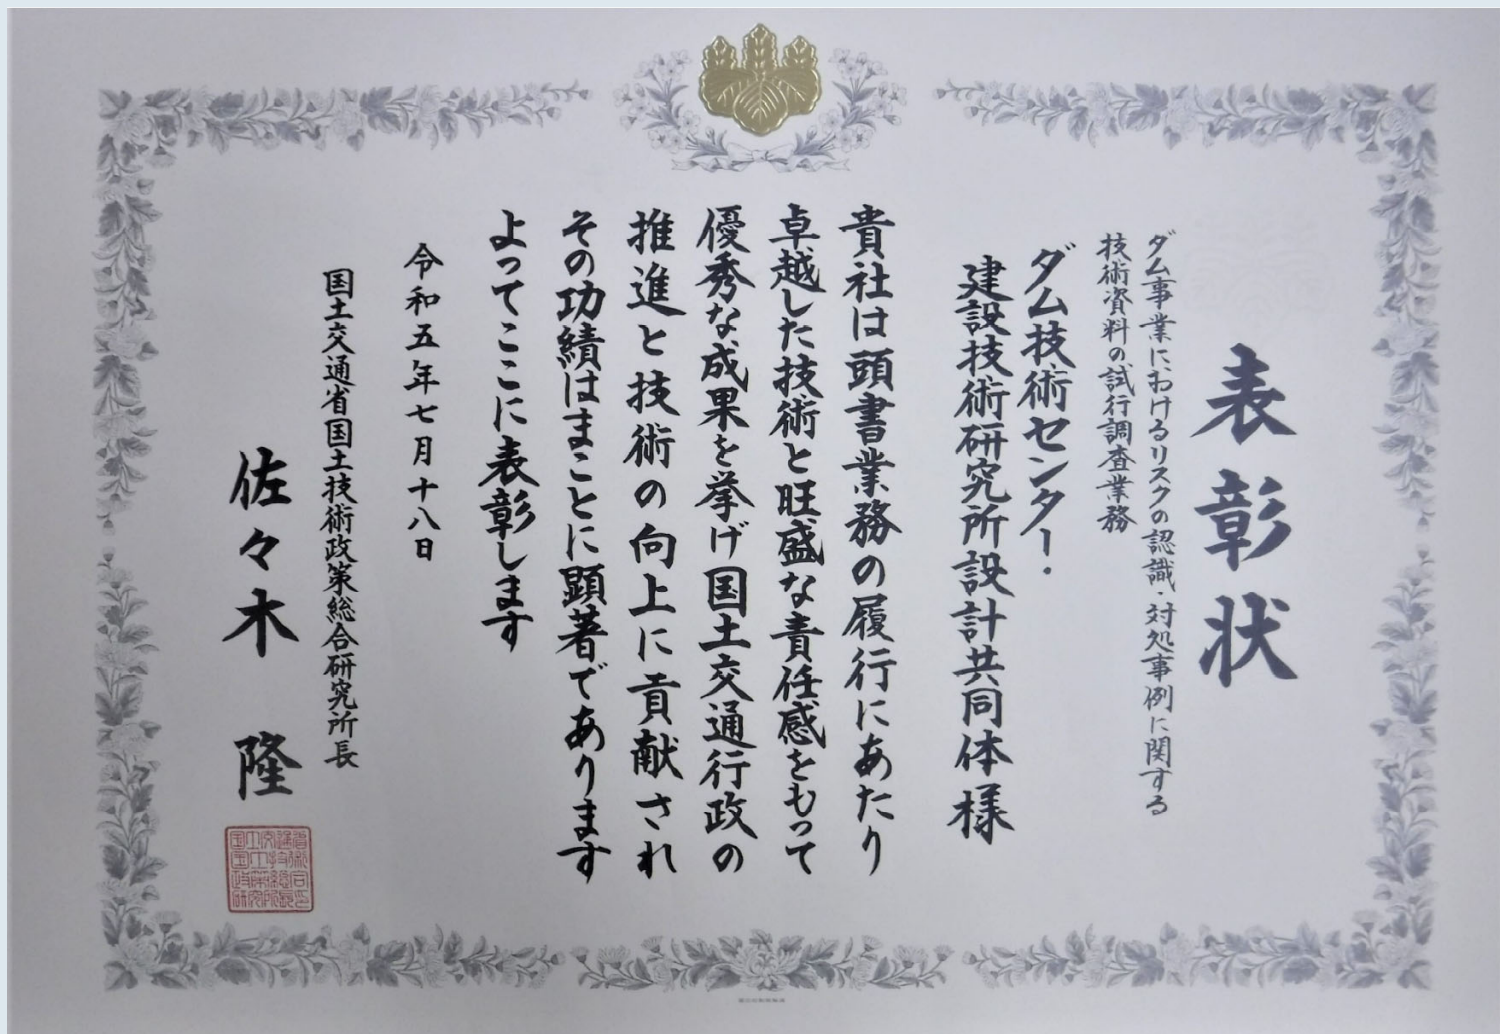 表彰状
ダム事業におけるリスクの認識・対処事例に関する
技術資料の試行調査業務
ダム技術センター・
建設技術研究所設計共同体様
貴社は頭書業務の履行にあたり
卓越した技術と旺盛な責任感をもって
優秀な成果を挙げ国土交通行政の
推進と技術の向上に貢献され
その功績はまことに顕著であります
よってここに表彰します
令和五年七月十八日
国土交通省国土技術政策総合研究所長
佐々木 隆